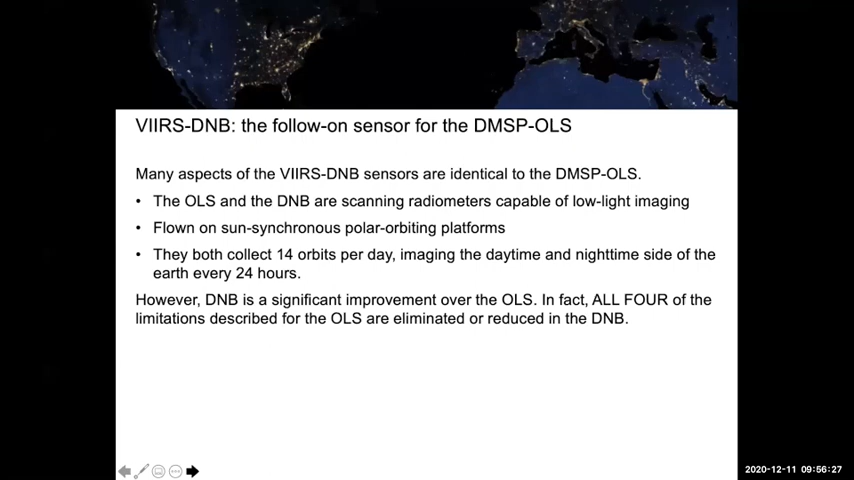 VIIRS-DNB: the follow-on sensor for the DMSP-OLS
Many aspects of the VIIRS-DNB sensors are identical to the DMSP-OLS.
• The OLS and the DNB are scanning radiometers capable of low-light imaging
• Flown on sun-synchronous polar-orbiting platforms
• They both collect 14 orbits per day, imaging the daytime and nighttime side of the
earth every 24 hours.
However, DNB is a significant improvement over the OLS. In fact, ALL FOUR of the
limitations described for the OLS are eliminated or reduced in the DNB.
2020-12-11 09:56:27